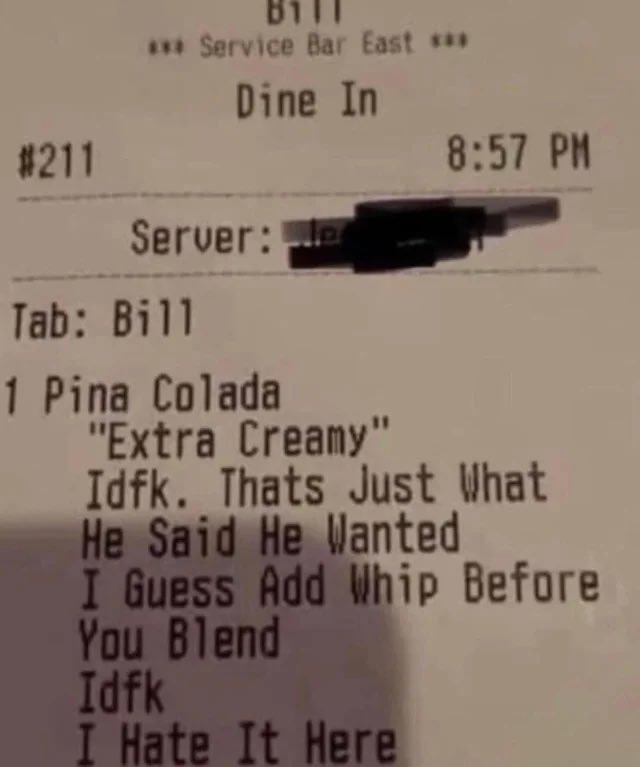 Bill
*** Service Bar East ***
Dine In
#211 8:57 PM
Server:
Tab: Bill
1 Pina Colada
"Extra Creamy"
Idfk. Thats Just What
He Said He Wanted
I Guess Add Whip Before
You Blend
Idfk
I Hate It Here